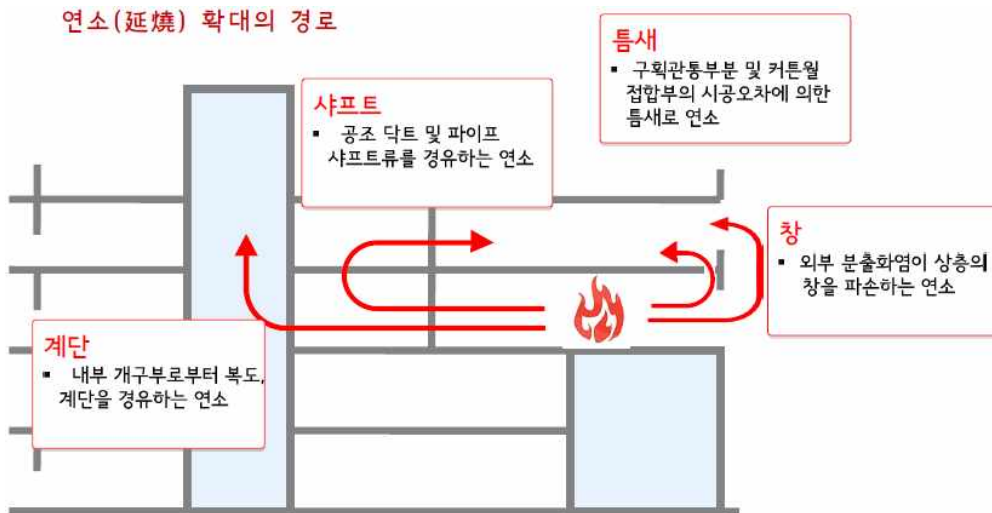 연소(延燒) 확대의 경로
틈새
▪ 구획관통부분 및 커튼월
접합부의 시공오차에 의한
틈새로 연소
샤프트
▪ 공조 닥트 및 파이프
샤프트류를 경유하는 연소
창
▪ 외부 분출화염이 상층의
창을 파손하는 연소
계단
▪ 내부 개구부로부터 복도,
계단을 경유하는 연소